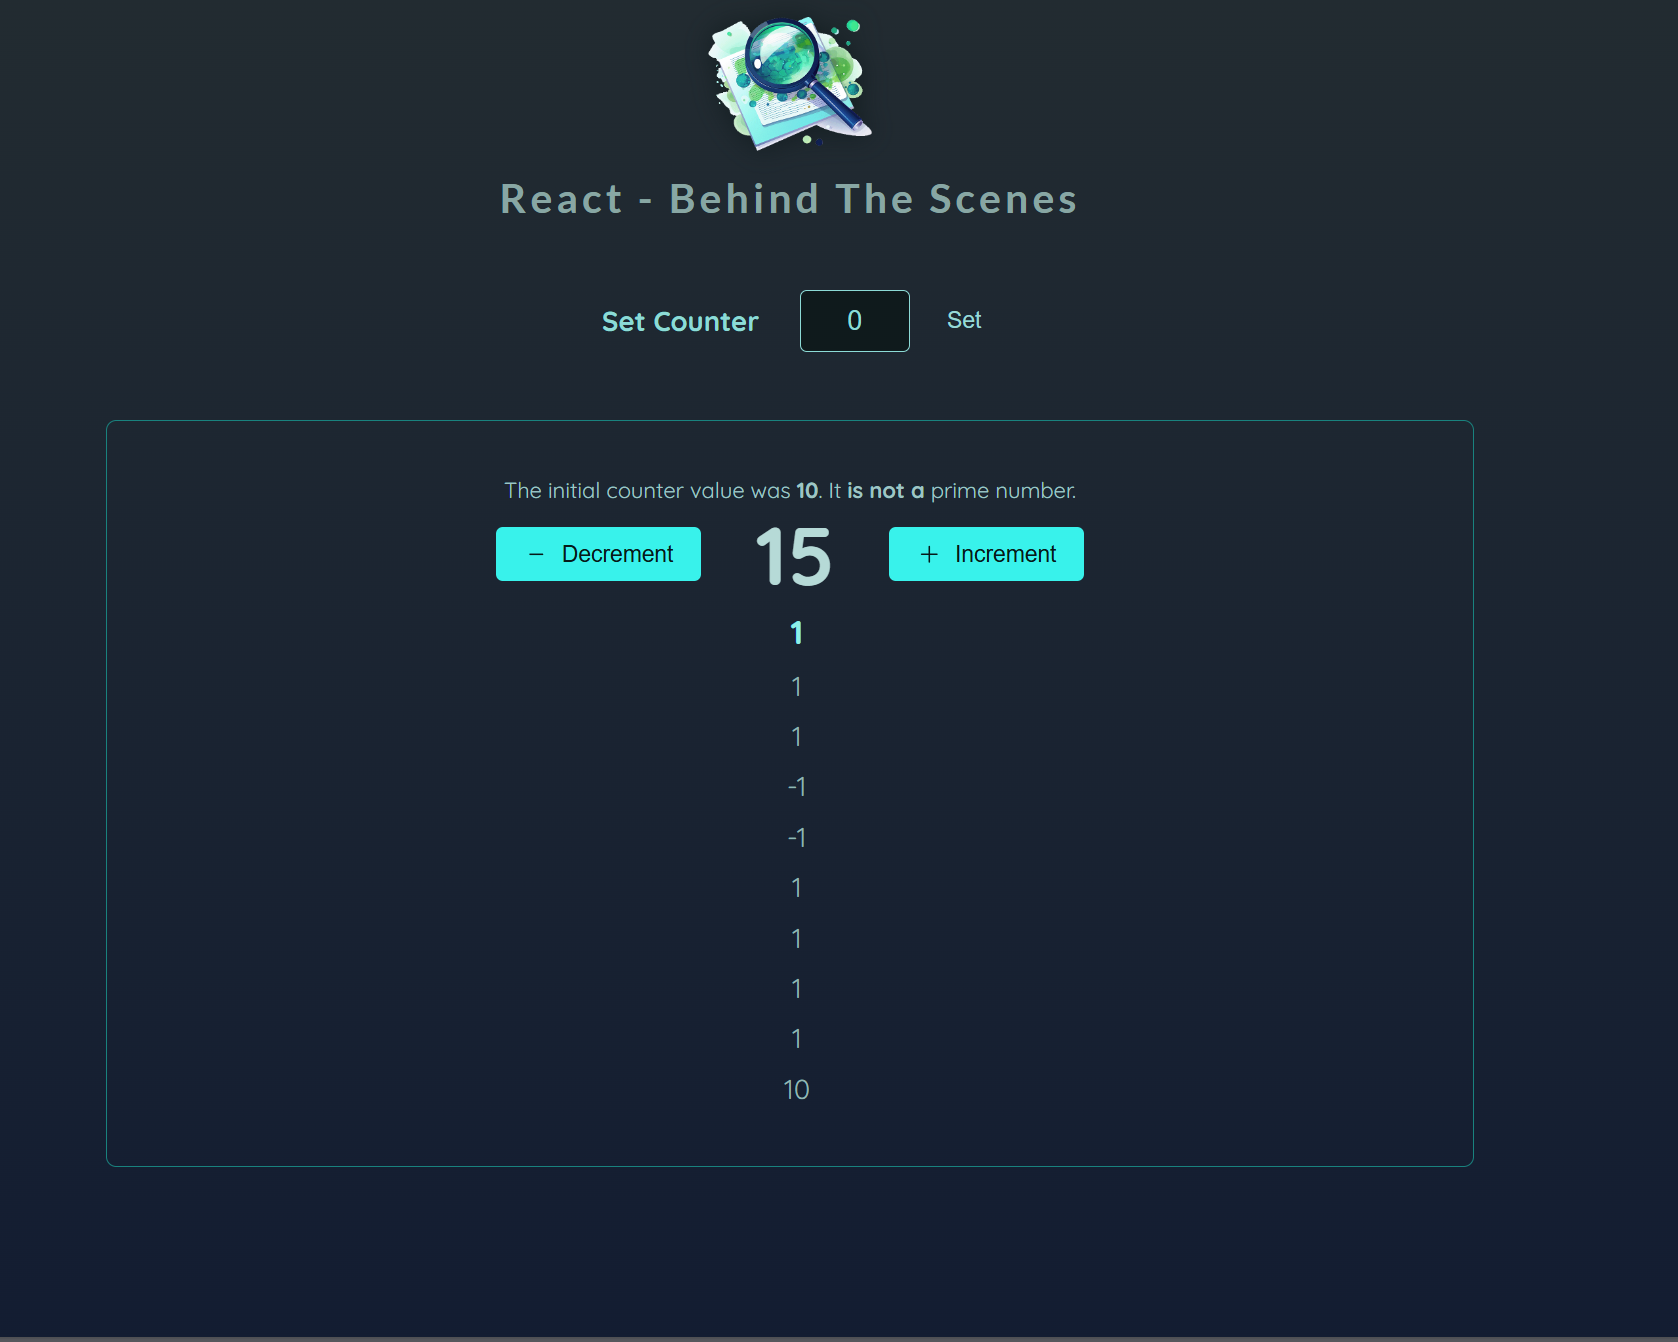 React - Behind The Scenes
Set Counter 0 Set
The initial counter value was 10. It is not a prime number.
− Decrement 15 + Increment
1
1
1
-1
-1
1
1
1
1
10